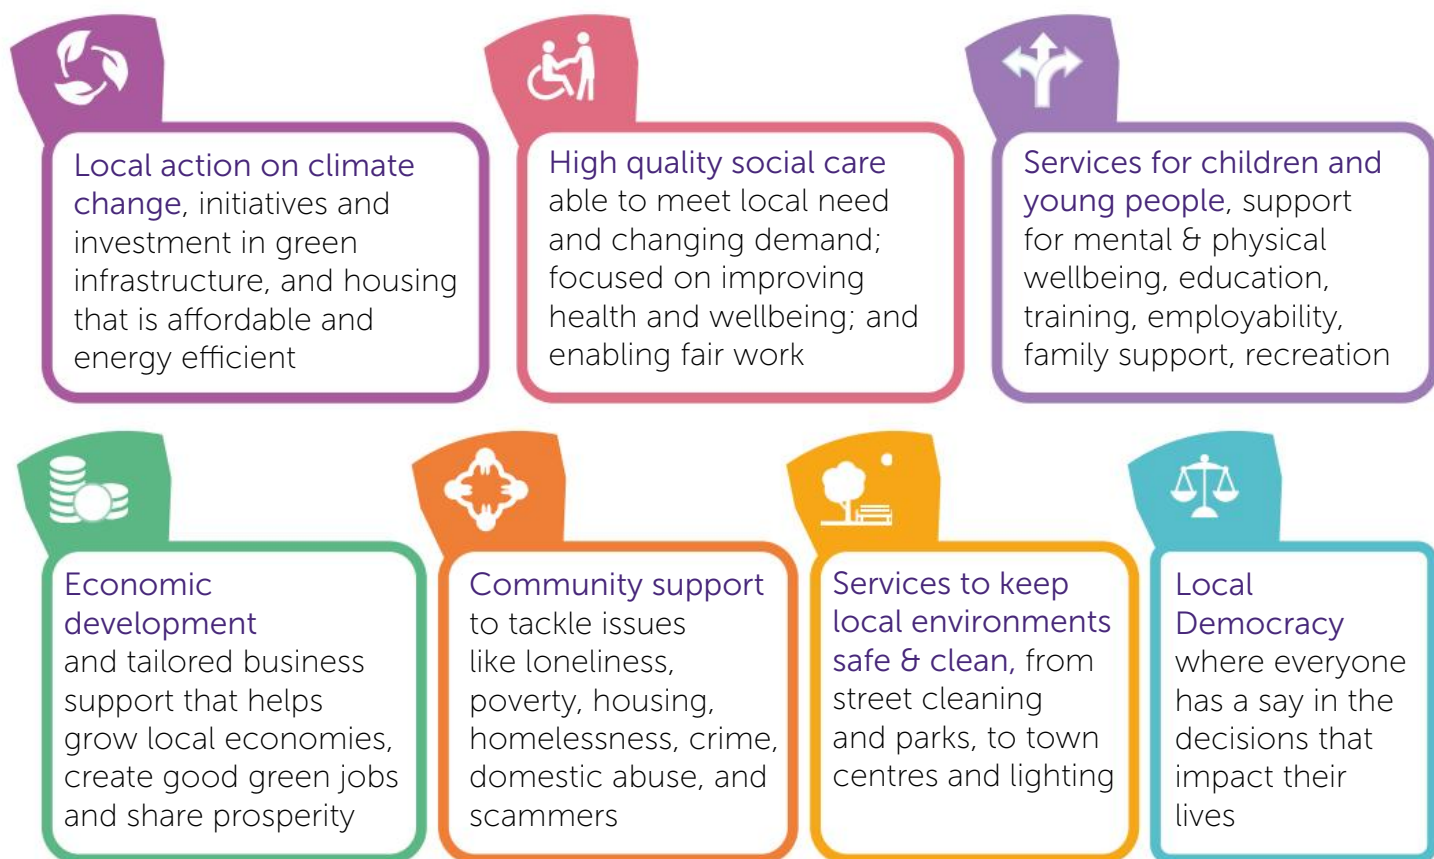 Local action on climate
change, initiatives and
investment in green
infrastructure, and housing
that is affordable and
energy efficient
High quality social care
able to meet local need
and changing demand;
focused on improving
health and wellbeing; and
enabling fair work
Services for children and
young people, support
for mental & physical
wellbeing, education,
training, employability,
family support, recreation
Economic
development
and tailored business
support that helps
grow local economies,
create good green jobs
and share prosperity
Community support
to tackle issues
like loneliness,
poverty, housing,
homelessness, crime,
domestic abuse, and
scammers
Services to keep
local environments
safe & clean, from
street cleaning
and parks, to town
centres and lighting
Local
Democracy
where everyone
has a say in the
decisions that
impact their
lives